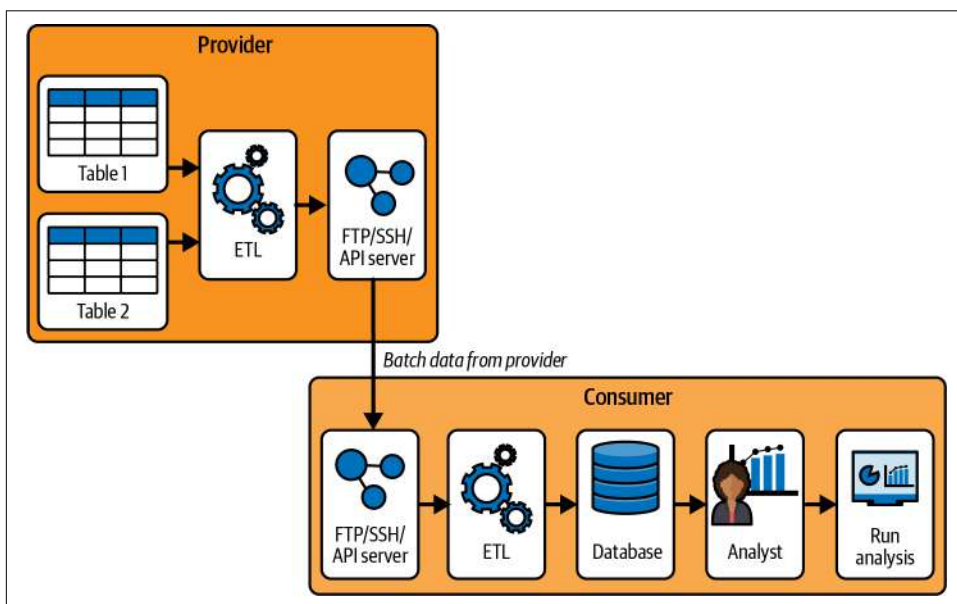 Provider
Table 1
Table 2
ETL
FTP/SSH/
API server
Batch data from provider
Consumer
FTP/SSH/
API server
ETL
Database
Analyst
Run
analysis